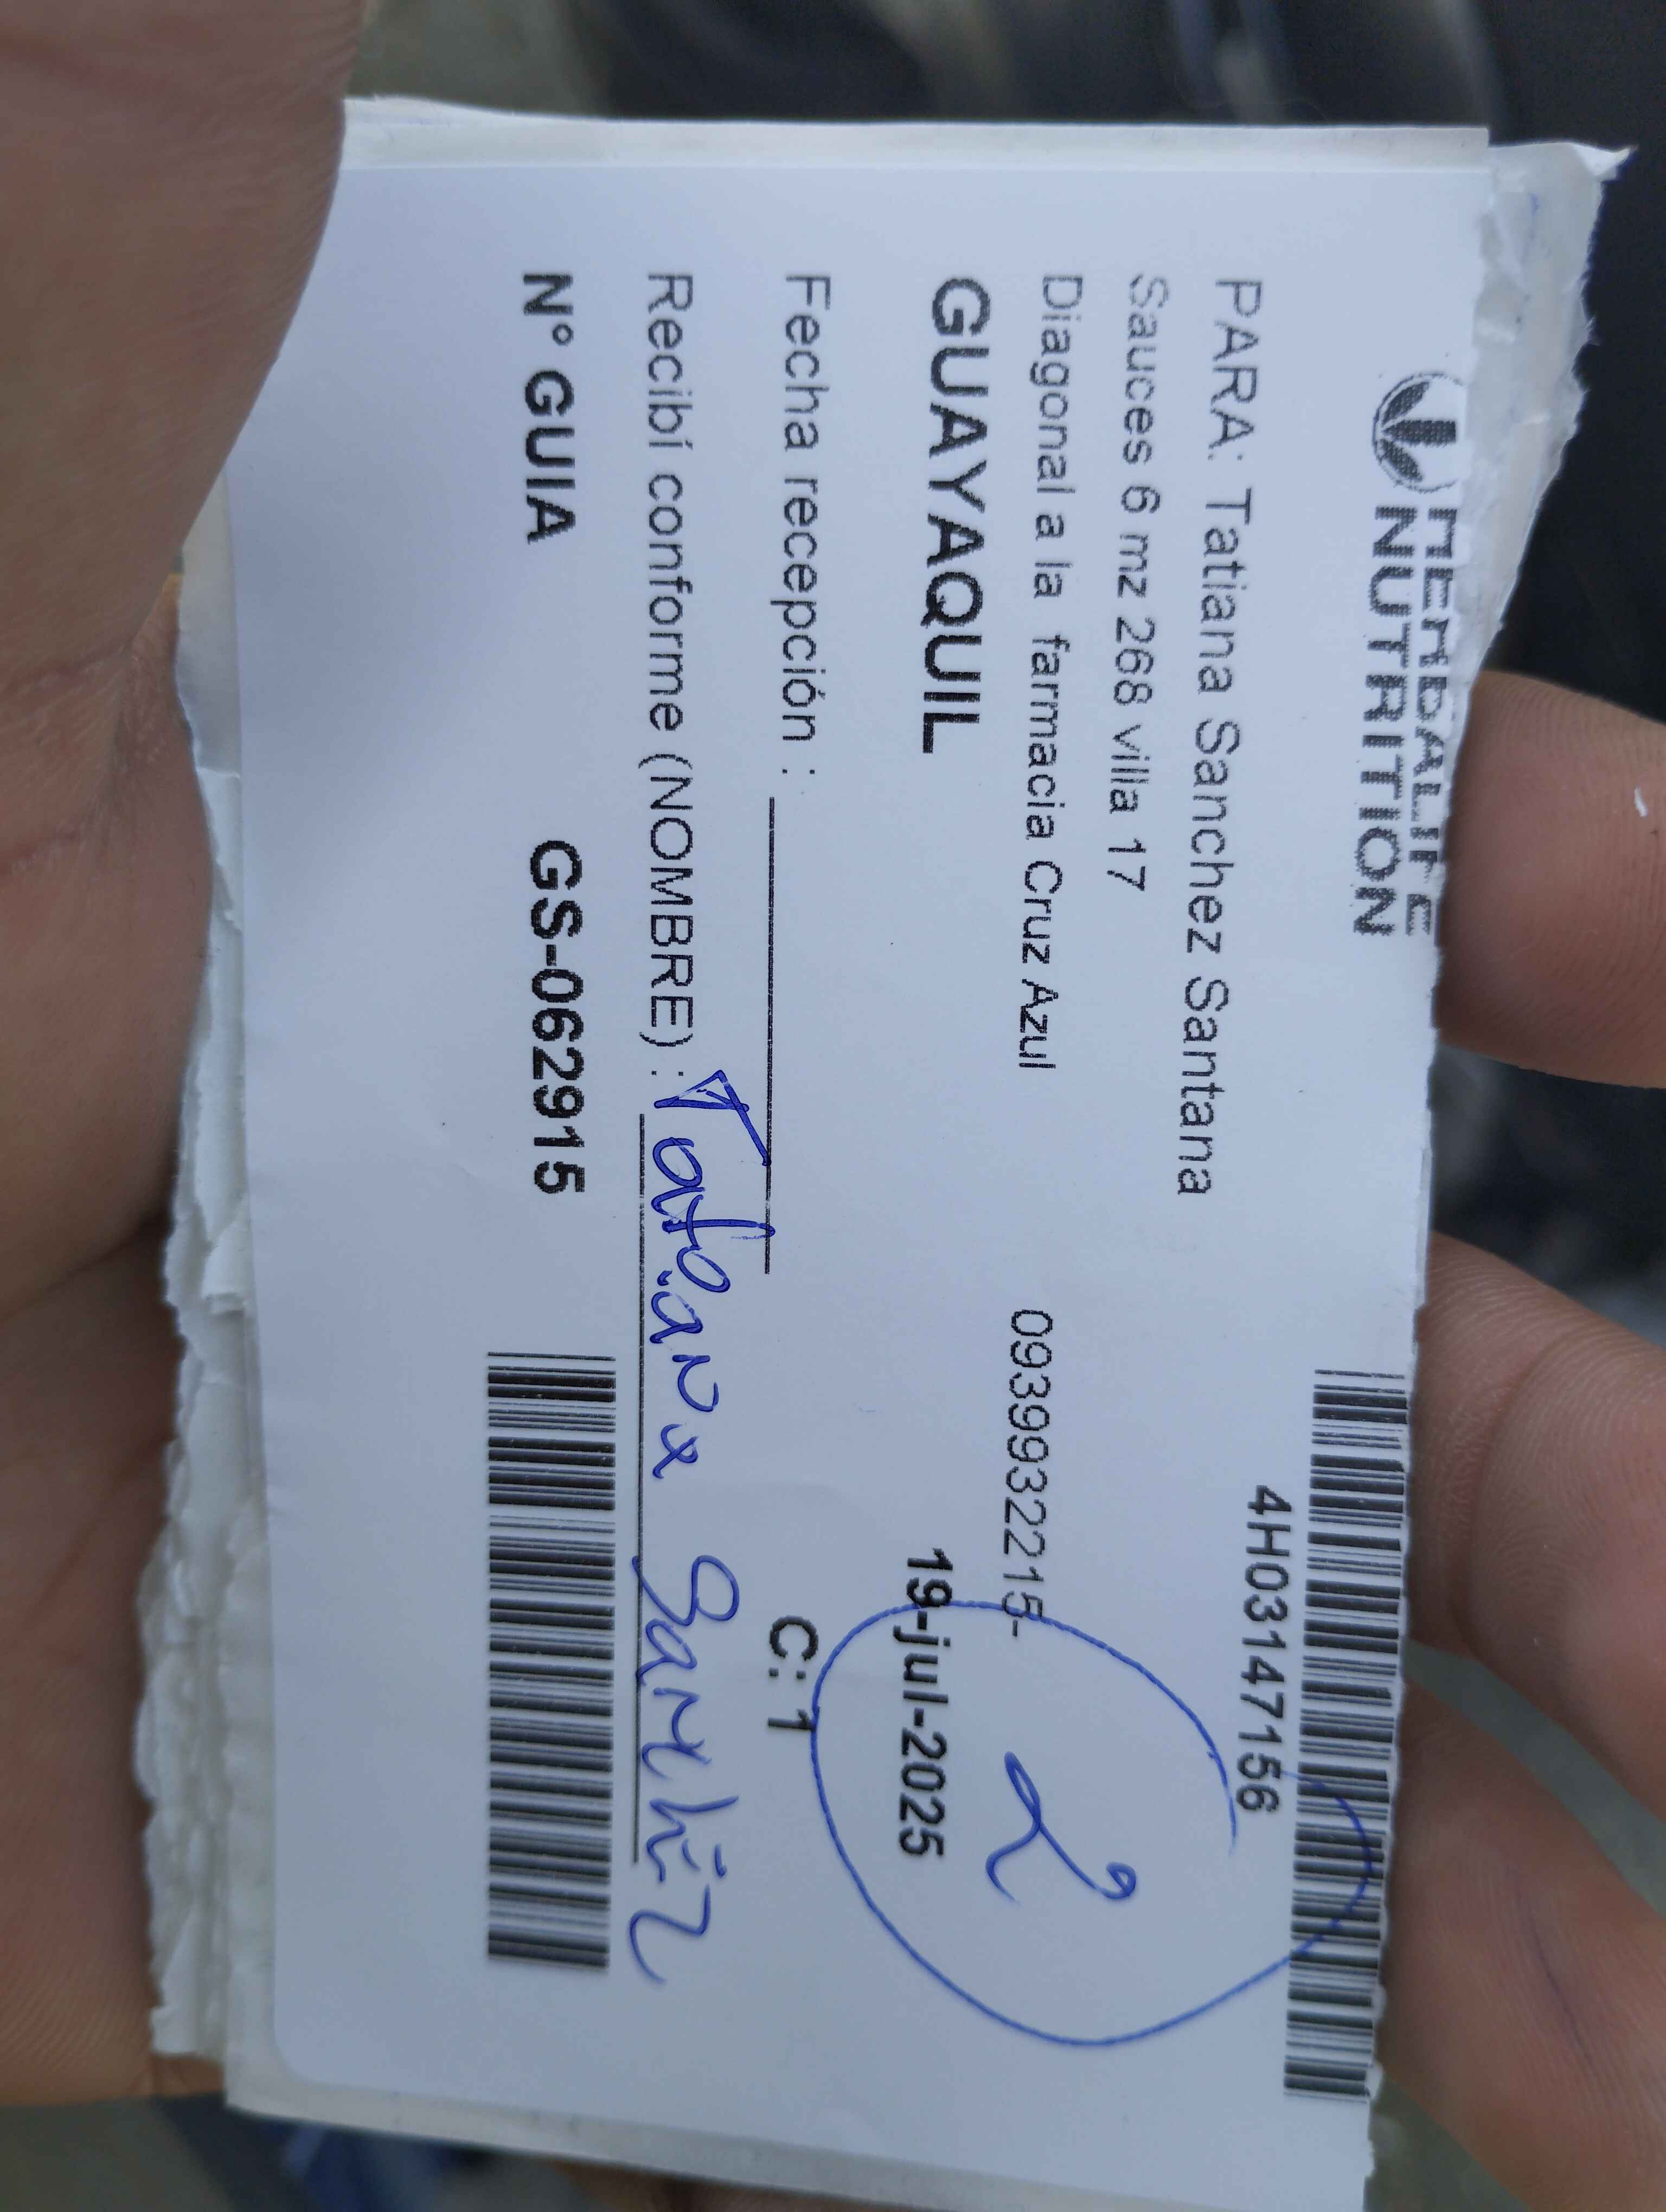 HERBALIFE
NUTRITION
4H03147156
PARA: Tatiana Sanchez Santana
Sauces 6 mz 268 villa 17
Diagonal a la farmacia Cruz Azul 0939932215-
2
GUAYAQUIL 19-jul-2025
Fecha recepción : C: 1
Recibí conforme (NOMBRE) : Tatiana Sanchez
N° GUIA GS-062915